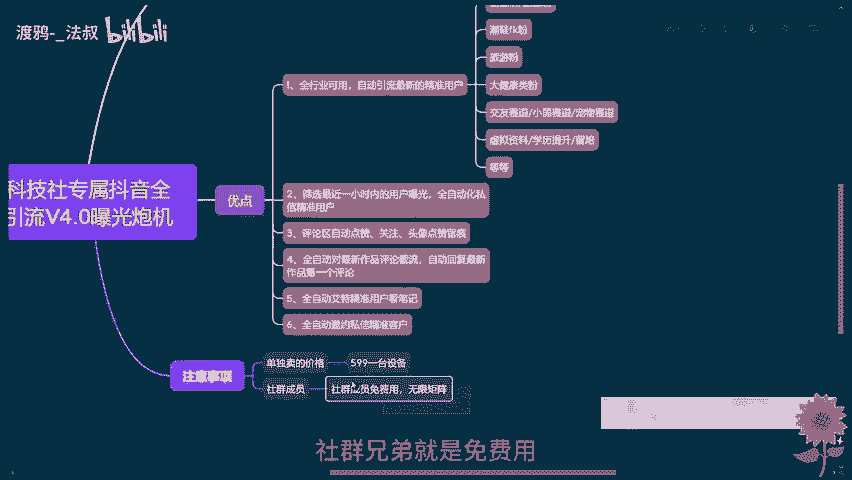 渡鸦-_法叔 bilibili
潮鞋fk粉
旅游粉
大健康类粉
交友赛道/小唱赛道/宠物赛道
虚拟资料/学历提升/留培
等等
1、全行业可用，自动引流最新的精准用户
科技社专属抖音全
引流V4.0曝光炮机
优点
2、筛选最近一小时内的用户曝光，全自动化私
信精准用户
3、评论区自动点赞、关注、头像点赞留痕
4、全自动对最新作品评论截流，自动回复最新
作品第一个评论
5、全自动艾特精准用户看笔记
6、全自动邀约私信精准客户
注意事项
单独卖的价格
599一台设备
社群成员
社群成员免费用，无限矩阵
社群兄弟就是免费用